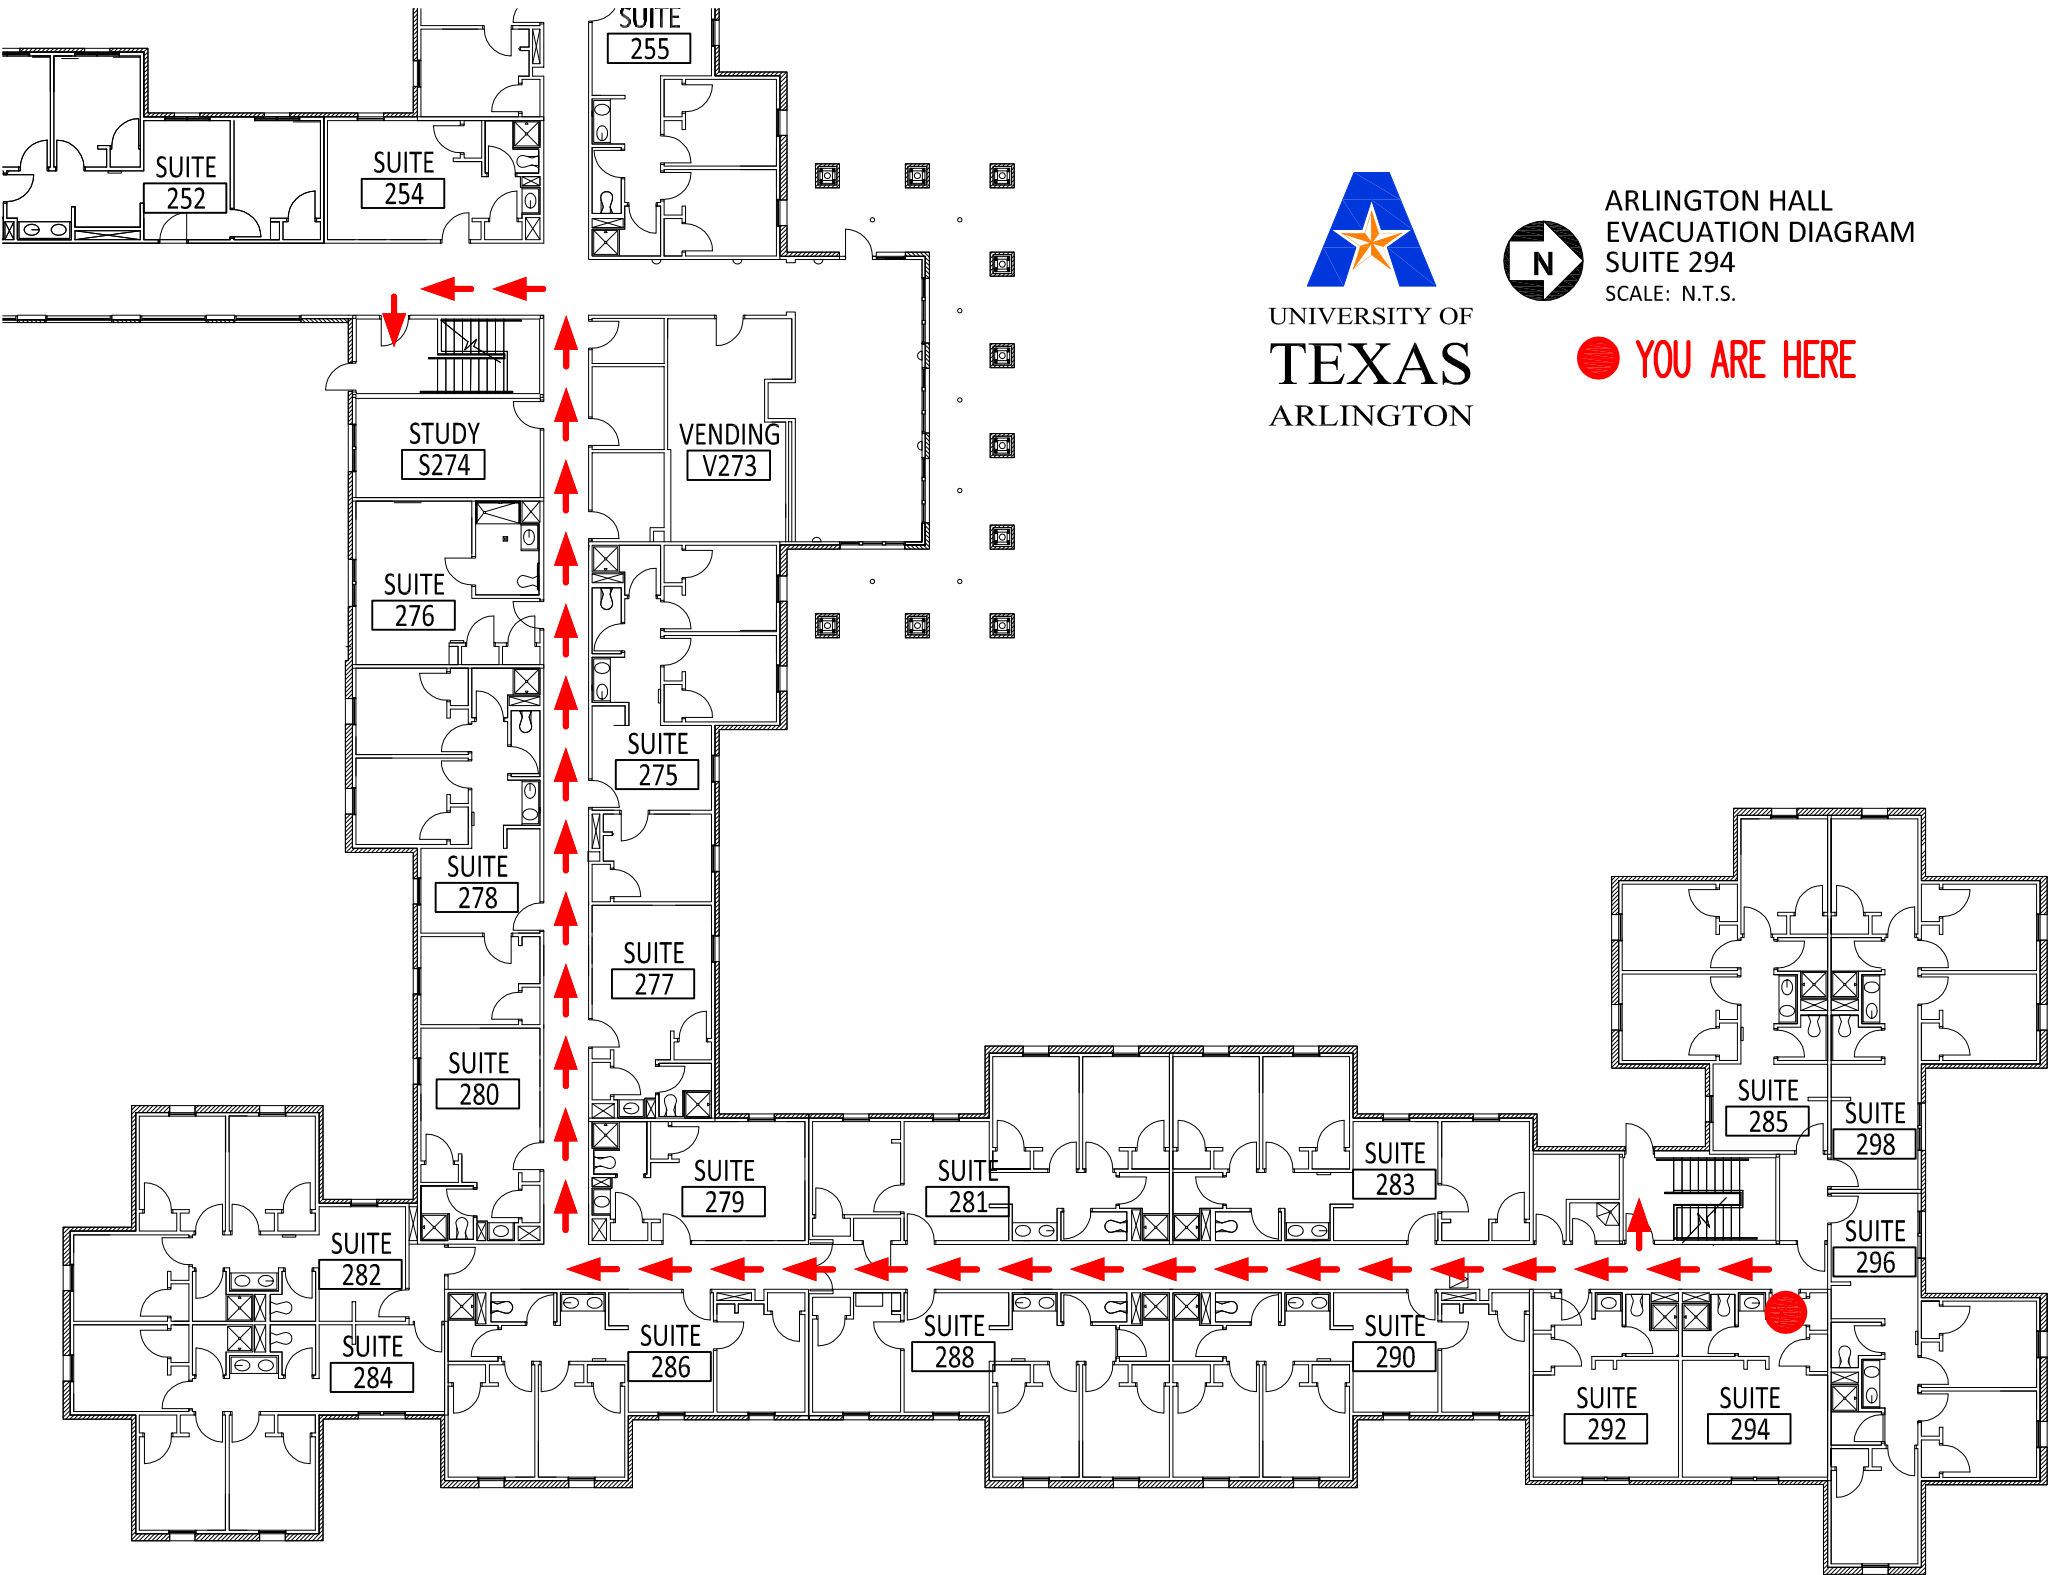 SUITE
255
SUITE
252
SUITE
254
N
ARLINGTON HALL
EVACUATION DIAGRAM
SUITE 294
SCALE: N.T.S.
UNIVERSITY OF
TEXAS
ARLINGTON
YOU ARE HERE
STUDY
S274
VENDING
V273
SUITE
276
SUITE
275
SUITE
278
SUITE
277
SUITE
280
SUITE
279
SUITE
281
SUITE
283
SUITE
285
SUITE
298
SUITE
296
SUITE
282
SUITE
284
SUITE
286
SUITE
288
SUITE
290
SUITE
292
SUITE
294